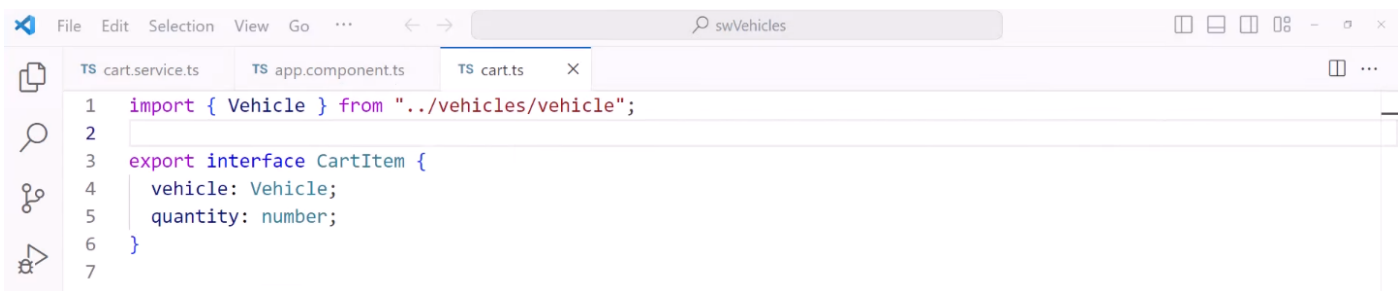 File Edit Selection View Go ...
swVehicles
TS cart.service.ts
TS app.component.ts
TS cart.ts
1 import { Vehicle } from "../vehicles/vehicle";
2
3 export interface CartItem {
4 vehicle: Vehicle;
5 quantity: number;
6 }
7